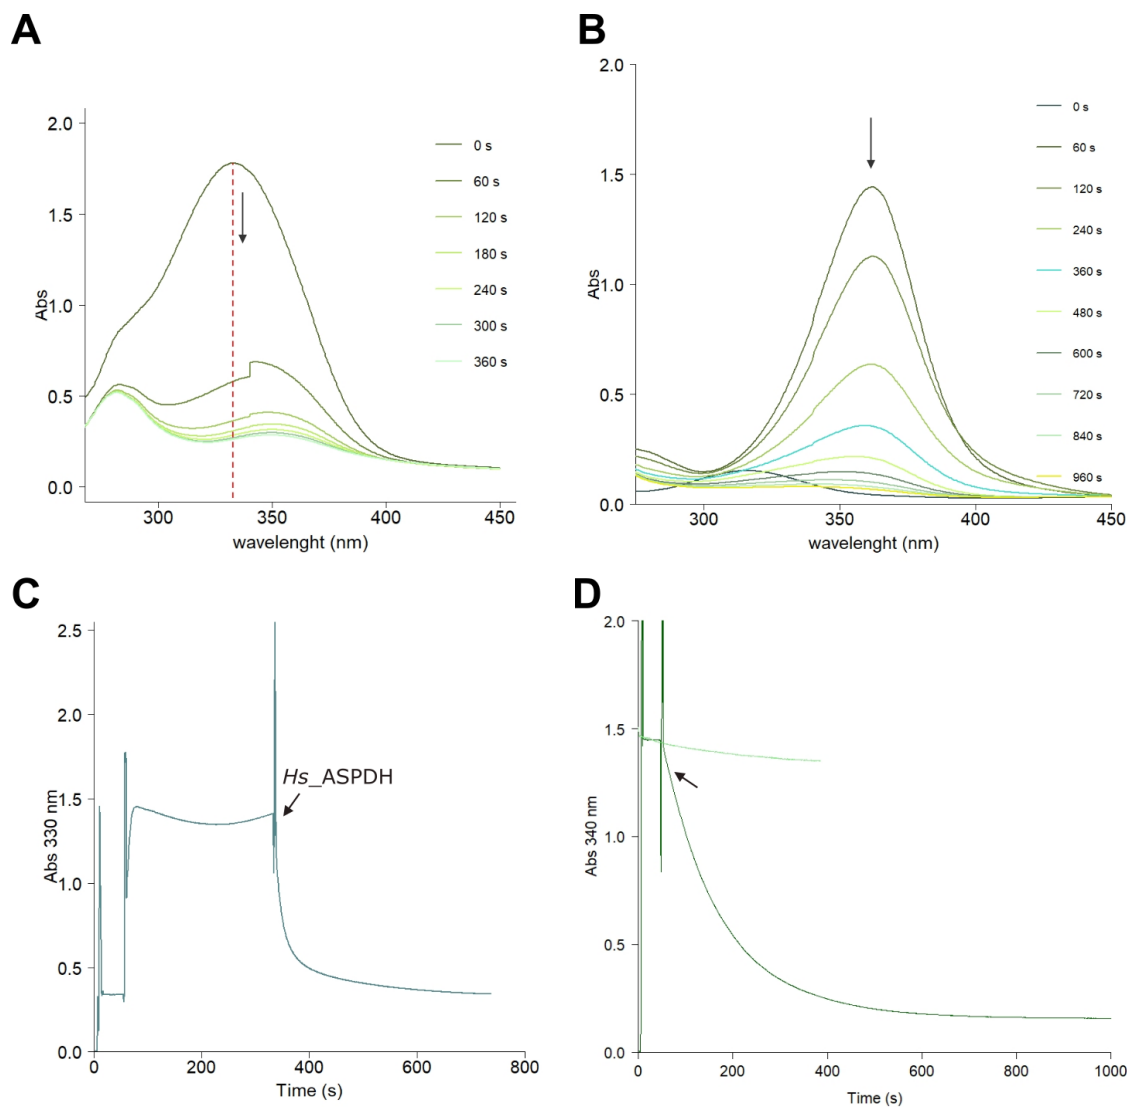 A
B
2.0
1.5
1.0
0.5
0.0
Abs
300
350
400
450
wavelenght (nm)
0 s
60 s
120 s
180 s
240 s
300 s
360 s
2.0
1.5
1.0
0.5
0.0
Abs
300
350
400
450
wavelenght (nm)
0 s
60 s
120 s
240 s
360 s
480 s
600 s
720 s
840 s
960 s
C
D
2.5
2.0
1.5
1.0
0.5
0.0
Abs 330 nm
Hs_ASPDH
0
200
400
600
800
Time (s)
2.0
1.5
1.0
0.5
0.0
Abs 340 nm
0
200
400
600
800
1000
Time (s)